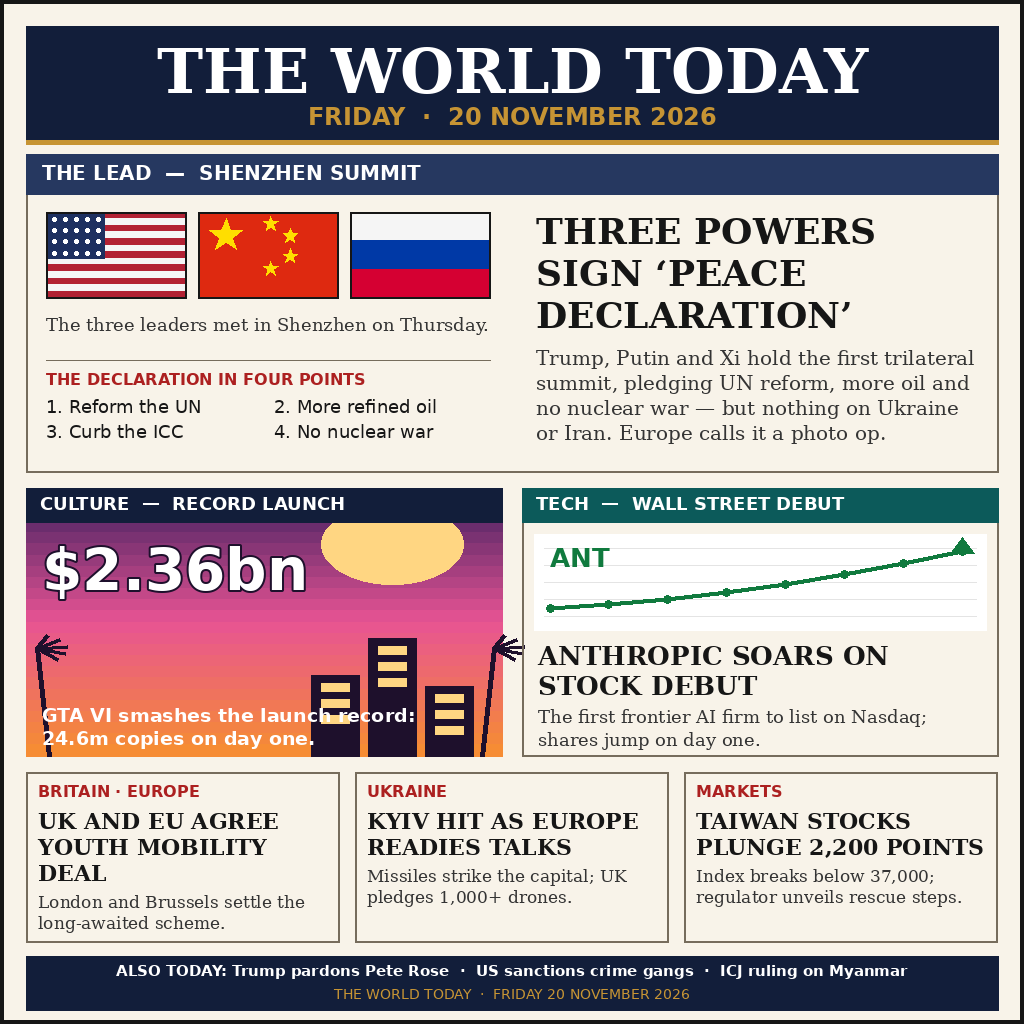 THE WORLD TODAY
FRIDAY · 20 NOVEMBER 2026
THE LEAD — SHENZHEN SUMMIT
The three leaders met in Shenzhen on Thursday.
THE DECLARATION IN FOUR POINTS
1. Reform the UN
2. More refined oil
3. Curb the ICC
4. No nuclear war
THREE POWERS
SIGN ‘PEACE
DECLARATION’
Trump, Putin and Xi hold the first trilateral
summit, pledging UN reform, more oil and
no nuclear war — but nothing on Ukraine
or Iran. Europe calls it a photo op.
CULTURE — RECORD LAUNCH
$2.36bn
GTA VI smashes the launch record:
24.6m copies on day one.
TECH — WALL STREET DEBUT
ANT
ANTHROPIC SOARS ON
STOCK DEBUT
The first frontier AI firm to list on Nasdaq;
shares jump on day one.
BRITAIN · EUROPE
UK AND EU AGREE
YOUTH MOBILITY
DEAL
London and Brussels settle the
long-awaited scheme.
UKRAINE
KYIV HIT AS EUROPE
READIES TALKS
Missiles strike the capital; UK
pledges 1,000+ drones.
MARKETS
TAIWAN STOCKS
PLUNGE 2,200 POINTS
Index breaks below 37,000;
regulator unveils rescue steps.
ALSO TODAY: Trump pardons Pete Rose · US sanctions crime gangs · ICJ ruling on Myanmar
THE WORLD TODAY · FRIDAY 20 NOVEMBER 2026